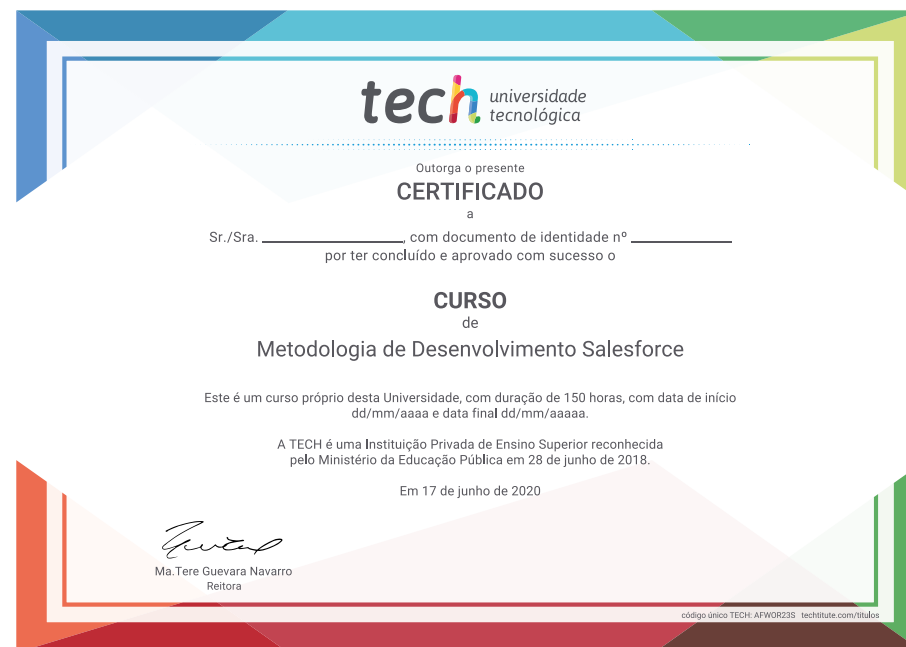 tech universidade
tecnológica
Outorga o presente
CERTIFICADO
a
Sr./Sra. ____________________, com documento de identidade nº ______________
por ter concluído e aprovado com sucesso o
CURSO
de
Metodologia de Desenvolvimento Salesforce
Este é um curso próprio desta Universidade, com duração de 150 horas, com data de início
dd/mm/aaaa e data final dd/mm/aaaaa.
A TECH é uma Instituição Privada de Ensino Superior reconhecida
pelo Ministério da Educação Pública em 28 de junho de 2018.
Em 17 de junho de 2020
Ma.Tere Guevara Navarro
Reitora
código único TECH: AFWOR23S techtitute.com/títulos